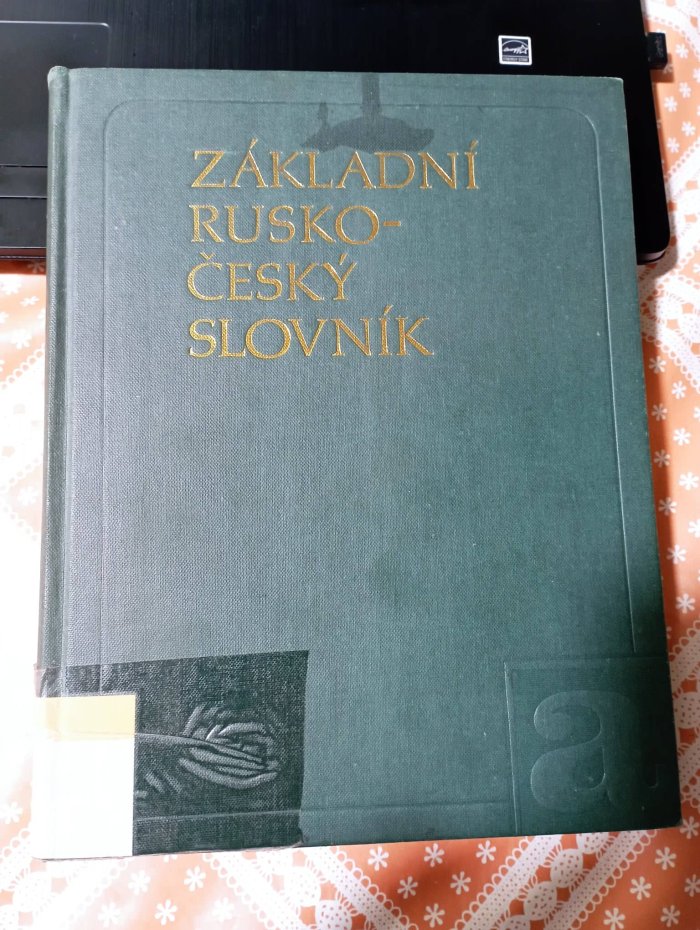 ZÁKLADNÍ
RUSKO-
ČESKÝ
SLOVNÍK
a